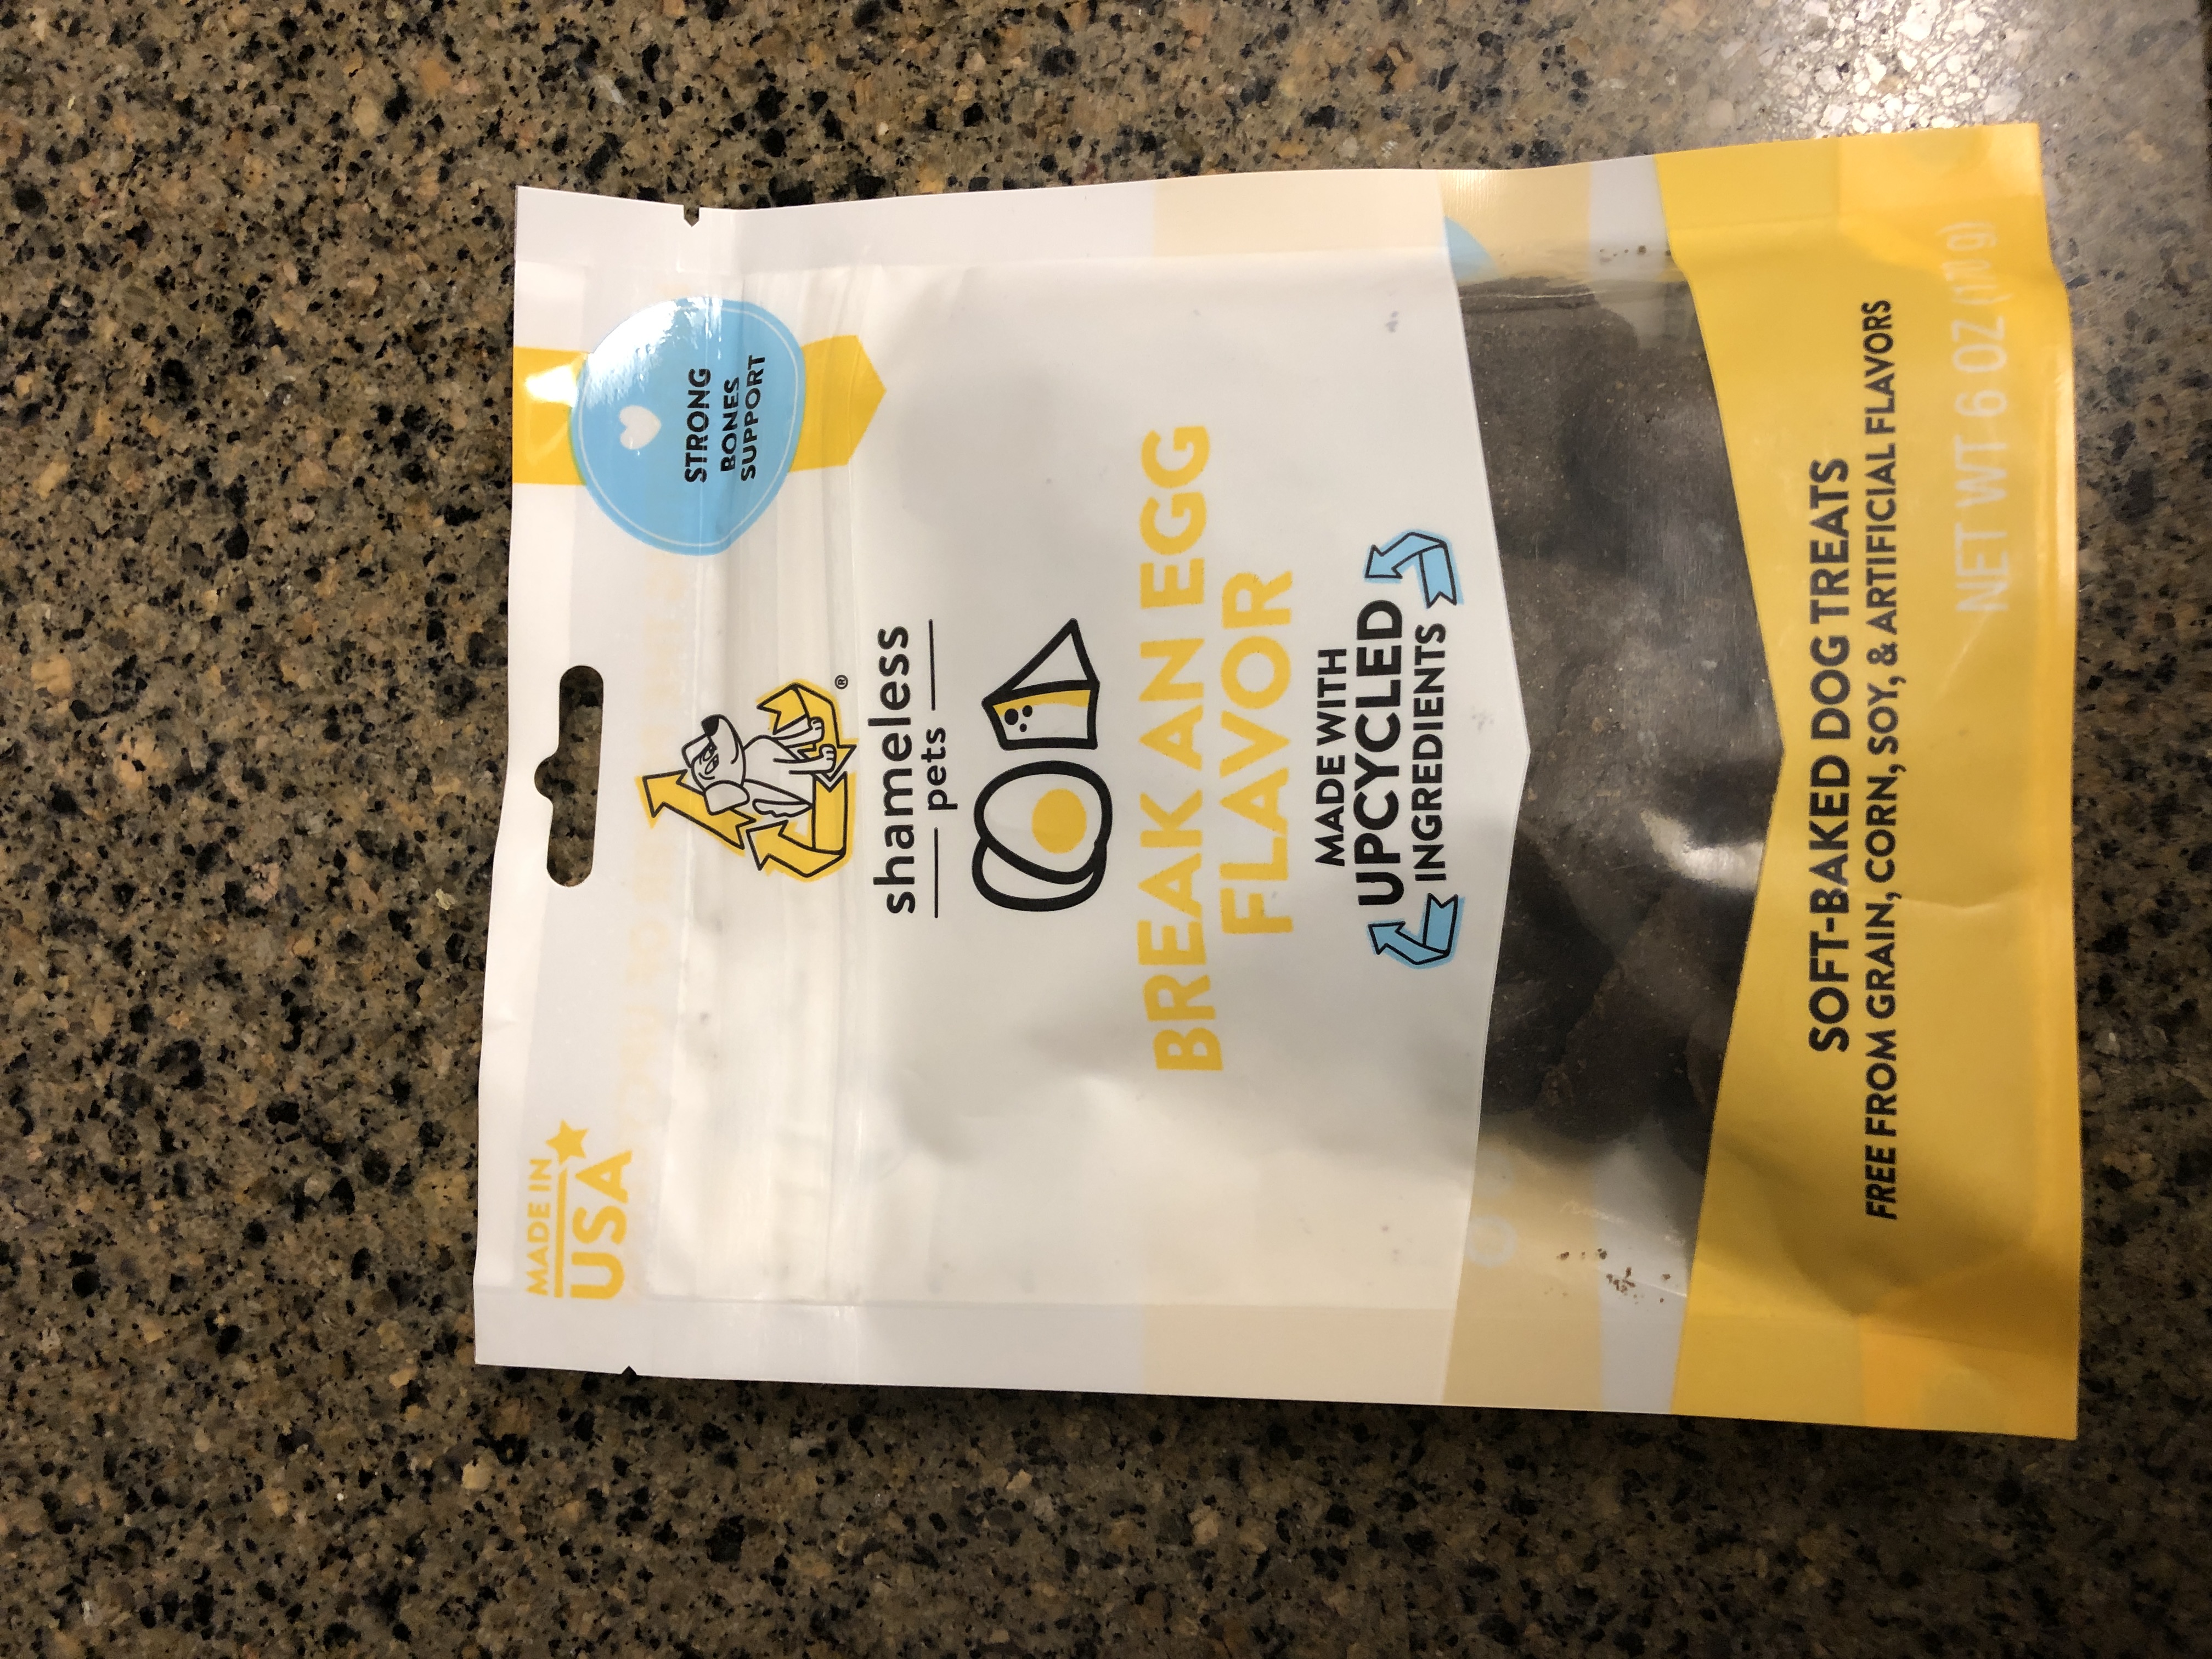 MADE IN
USA
STRONG
BONES
SUPPORT
®
shameless
pets
BREAK AN EGG
FLAVOR
MADE WITH
UPCYCLED
INGREDIENTS
SOFT-BAKED DOG TREATS
FREE FROM GRAIN, CORN, SOY, & ARTIFICIAL FLAVORS
NET WT 6 OZ (170 g)